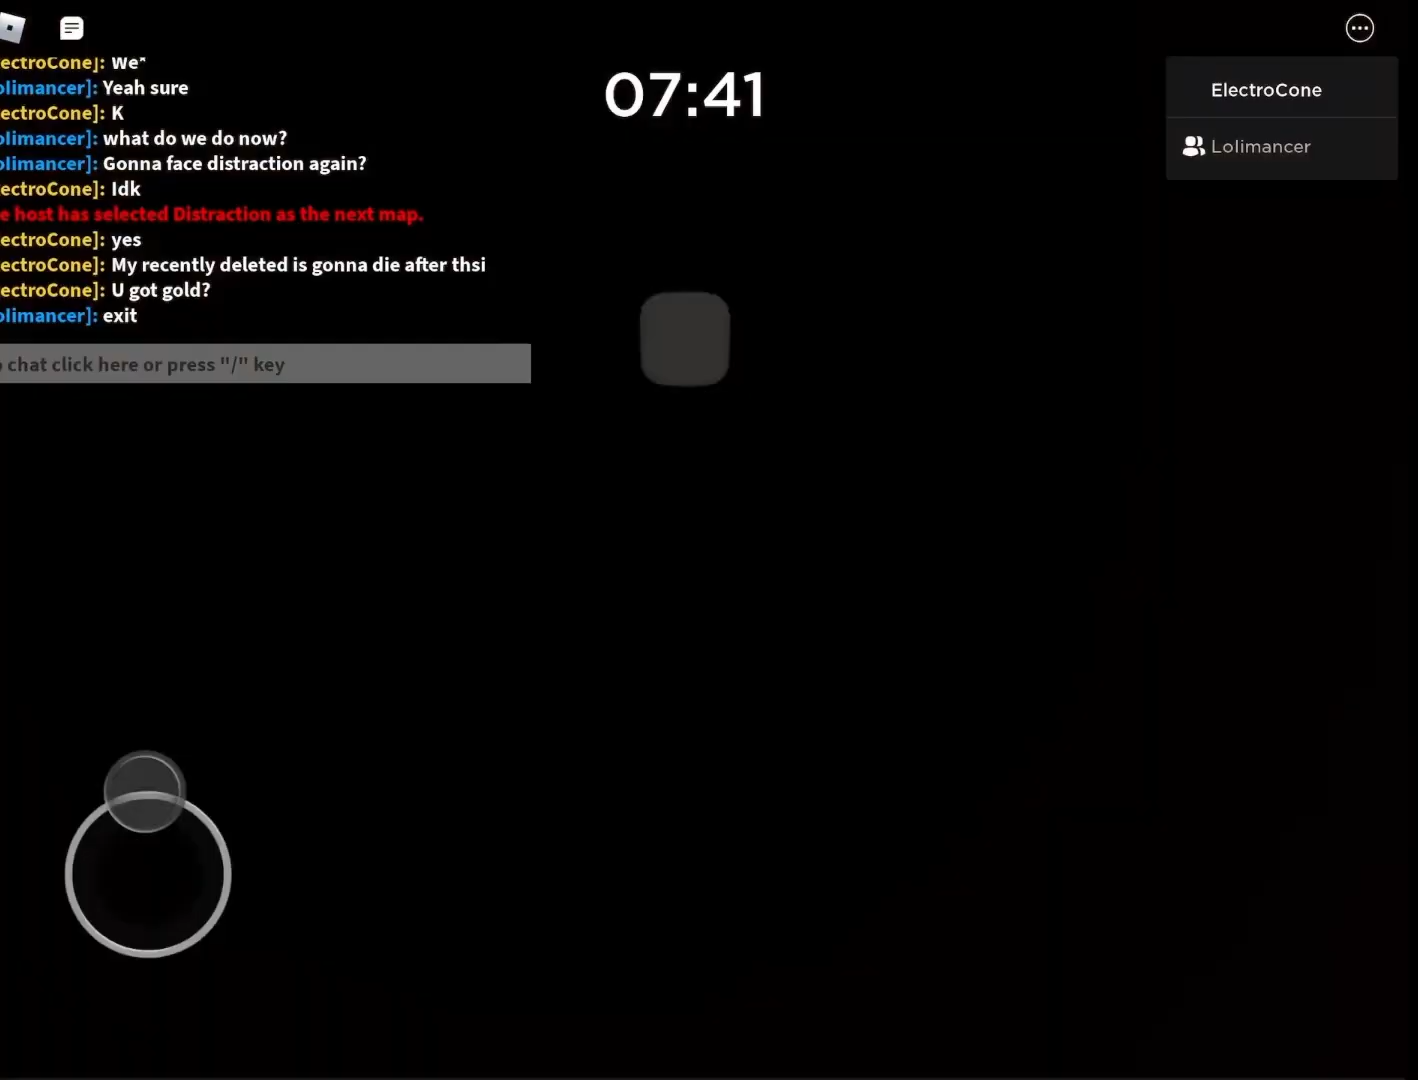 ectroCone]: We*
olimancer]: Yeah sure
ectroCone]: K
olimancer]: what do we do now?
olimancer]: Gonna face distraction again?
ectroCone]: Idk
e host has selected Distraction as the next map.
ectroCone]: yes
ectroCone]: My recently deleted is gonna die after thsi
ectroCone]: U got gold?
olimancer]: exit
chat click here or press "/" key
07:41
ElectroCone
Lolimancer